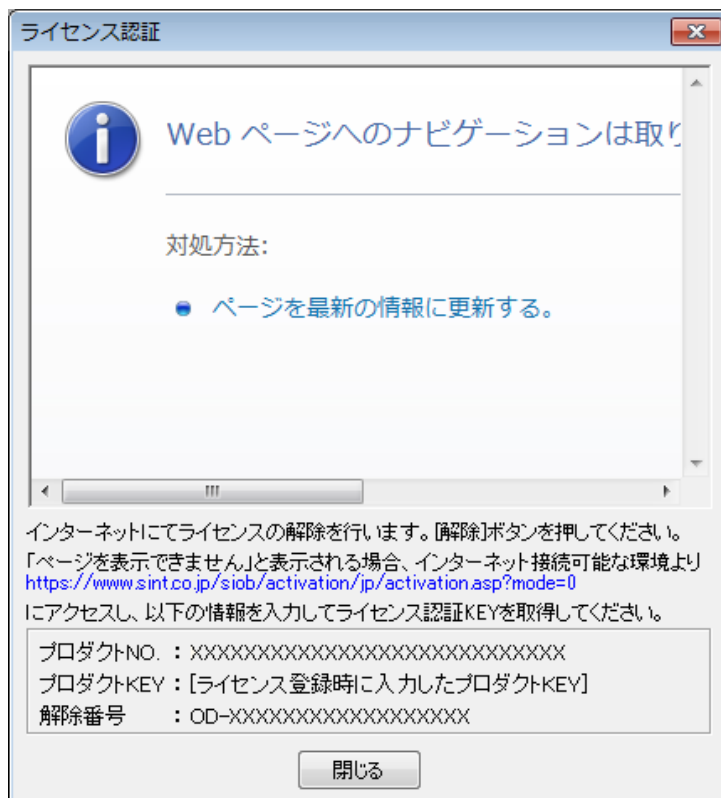 ライセンス認証
Web ページへのナビゲーションは取り
対処方法:
ページを最新の情報に更新する。
インターネットにてライセンスの解除を行います。[解除]ボタンを押してください。
「ページを表示できません」と表示される場合、インターネット接続可能な環境より
https://www.sint.co.jp/siob/activation/jp/activation.asp?mode=0
にアクセスし、以下の情報を入力してライセンス認証KEYを取得してください。
プロダクトNO. : XXXXXXXXXXXXXXXXXXXXXXXXXXXX
プロダクトKEY : [ライセンス登録時に入力したプロダクトKEY]
解除番号 : OD-XXXXXXXXXXXXXXXXXX
閉じる